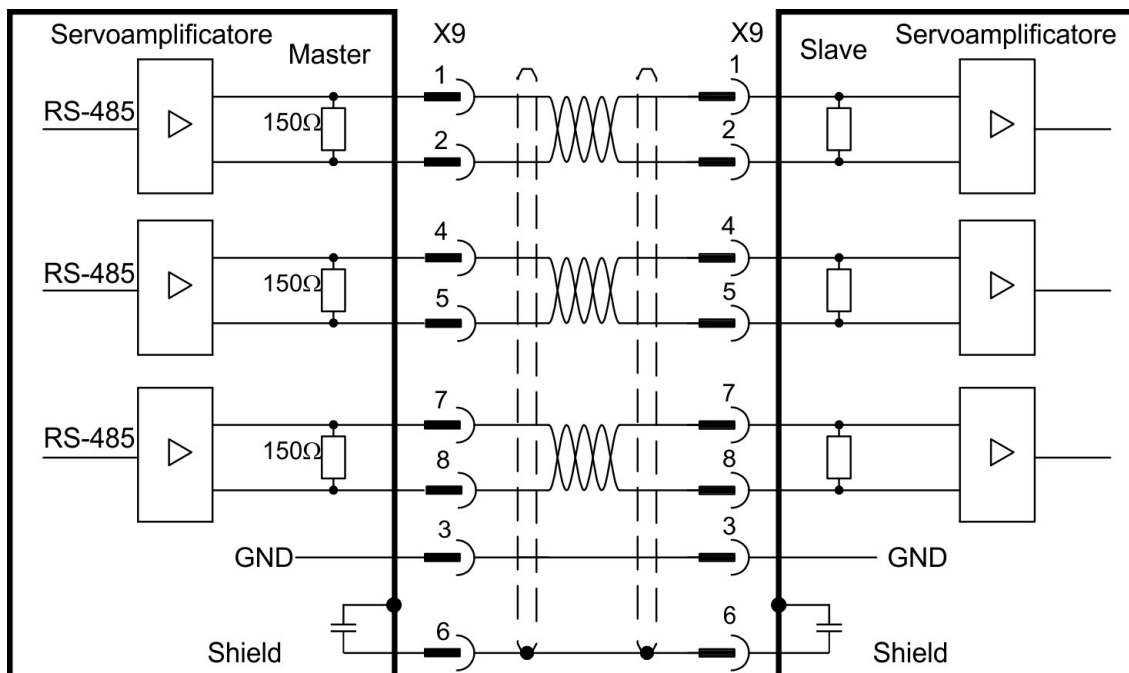 Servoamplificatore
Master
X9
X9
Slave
Servoamplificatore
RS-485
150Ω
1
2
1
2
RS-485
150Ω
4
5
4
5
RS-485
150Ω
7
8
7
8
GND
3
3
GND
Shield
6
6
Shield